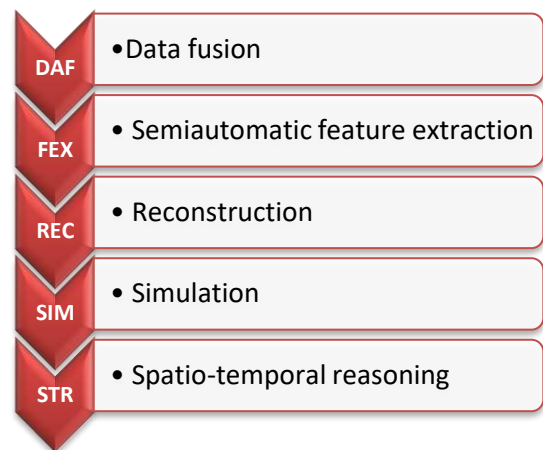 DAF
•Data fusion
FEX
• Semiautomatic feature extraction
REC
• Reconstruction
SIM
• Simulation
STR
• Spatio-temporal reasoning